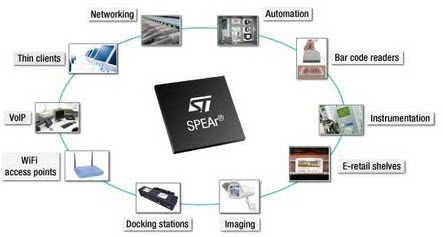 Networking
Automation
Thin clients
Bar code readers
ST
SPEAr®
VoIP
Instrumentation
WiFi
access points
E-retail shelves
Docking stations
Imaging